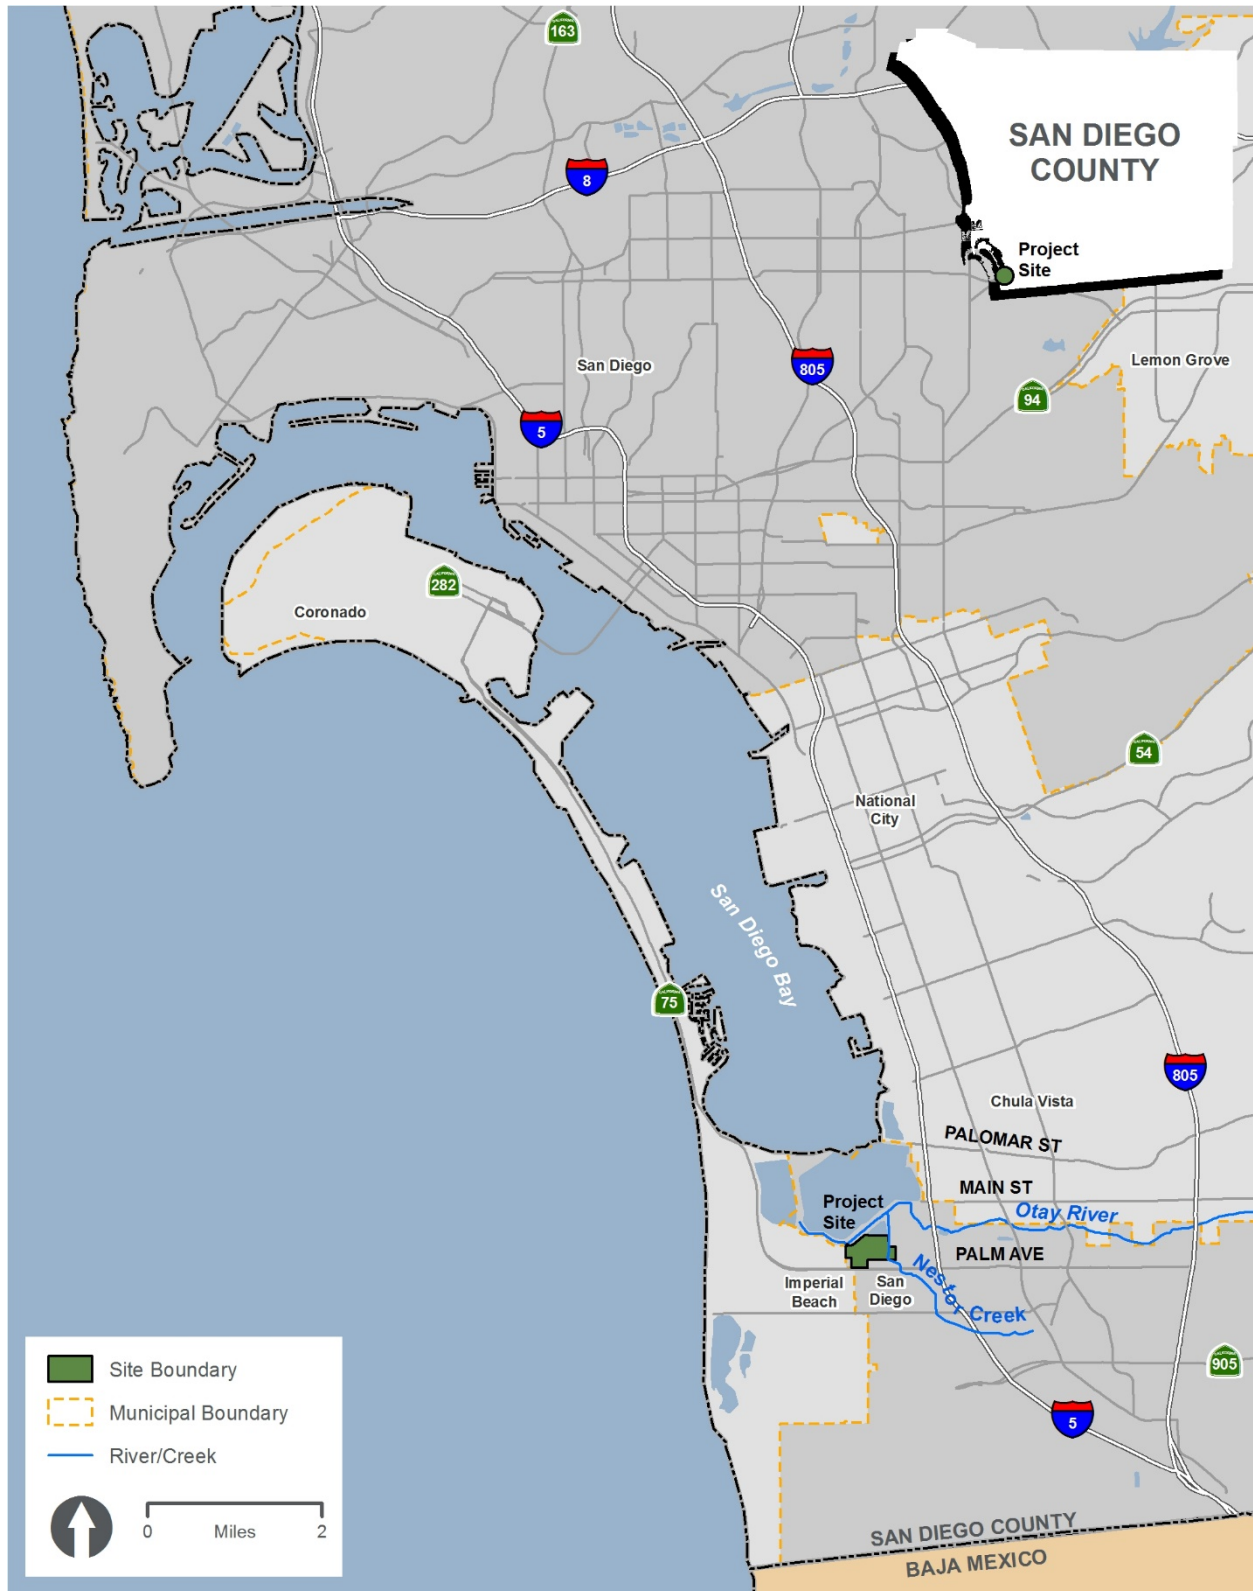 163
SAN DIEGO
COUNTY
8
Project
Site
San Diego
805
Lemon Grove
94
5
282
Coronado
54
National
City
San Diego Bay
75
805
Chula Vista
PALOMAR ST
MAIN ST
Project
Site
Otay River
PALM AVE
Nestor Creek
Imperial
Beach
San
Diego
905
Site Boundary
Municipal Boundary
River/Creek
5
0
Miles
2
SAN DIEGO COUNTY
BAJA MEXICO